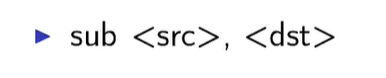 sub <src>, <dst>